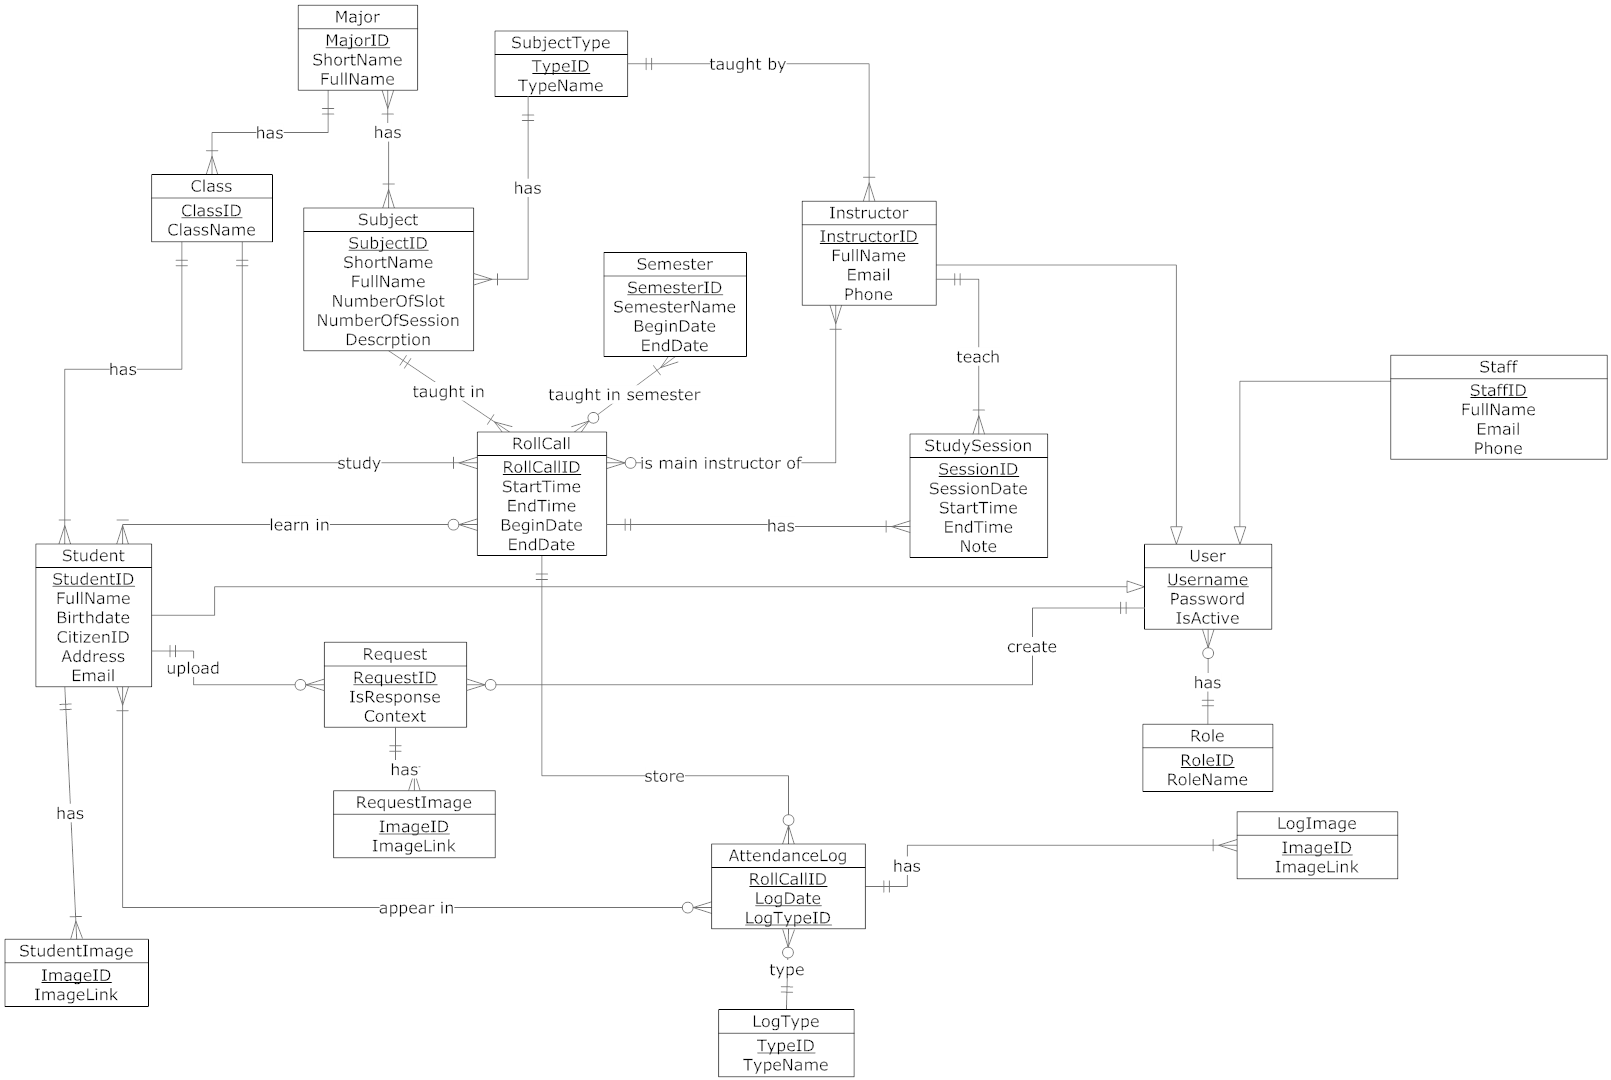 Major
MajorID
ShortName
FullName
SubjectType
TypeID
TypeName
taught by
has
has
has
Class
ClassID
ClassName
Subject
SubjectID
ShortName
FullName
NumberOfSlot
NumberOfSession
Descrption
Instructor
InstructorID
FullName
Email
Phone
Semester
SemesterID
SemesterName
BeginDate
EndDate
teach
has
taught in
taught in semester
Staff
StaffID
FullName
Email
Phone
study
RollCall
RollCallID
StartTime
EndTime
BeginDate
EndDate
is main instructor of
StudySession
SessionID
SessionDate
StartTime
EndTime
Note
learn in
has
Student
StudentID
FullName
Birthdate
CitizenID
Address
Email
User
Username
Password
IsActive
upload
Request
RequestID
IsResponse
Context
create
has
Role
RoleID
RoleName
has
store
RequestImage
ImageID
ImageLink
has
AttendanceLog
RollCallID
LogDate
LogTypeID
has
LogImage
ImageID
ImageLink
appear in
StudentImage
ImageID
ImageLink
type
LogType
TypeID
TypeName